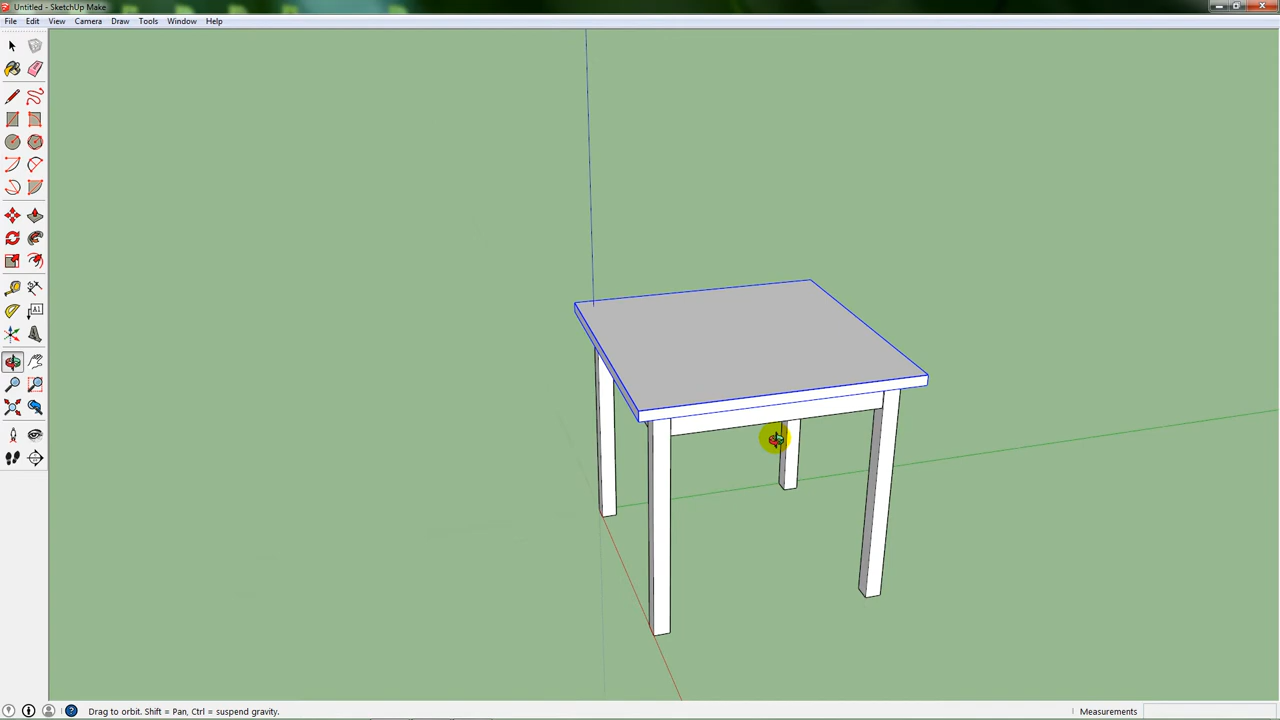 Untitled - SketchUp Make
File Edit View Camera Draw Tools Window Help
A1
Drag to orbit. Shift = Pan, Ctrl = suspend gravity.
Measurements